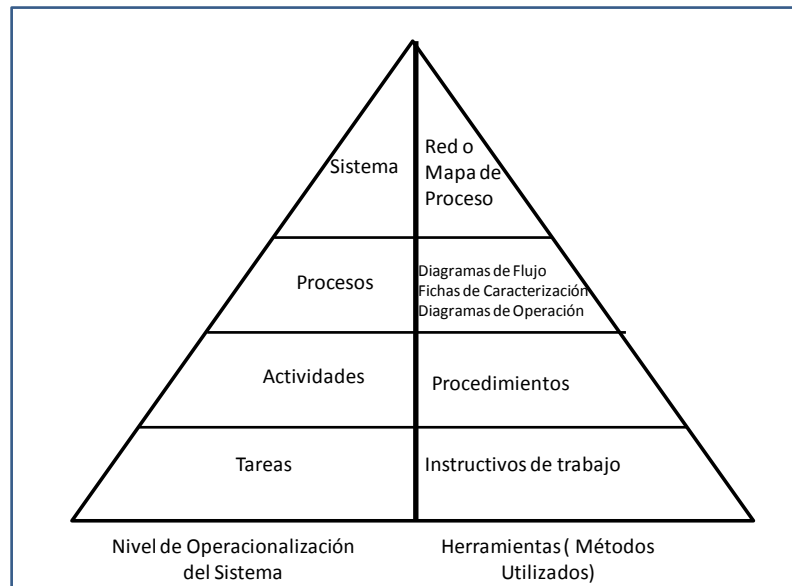 Sistema
Red o
Mapa de
Proceso
Procesos
Diagramas de Flujo
Fichas de Caracterización
Diagramas de Operación
Actividades
Procedimientos
Tareas
Instructivos de trabajo
Nivel de Operacionalización
del Sistema
Herramientas ( Métodos
Utilizados)